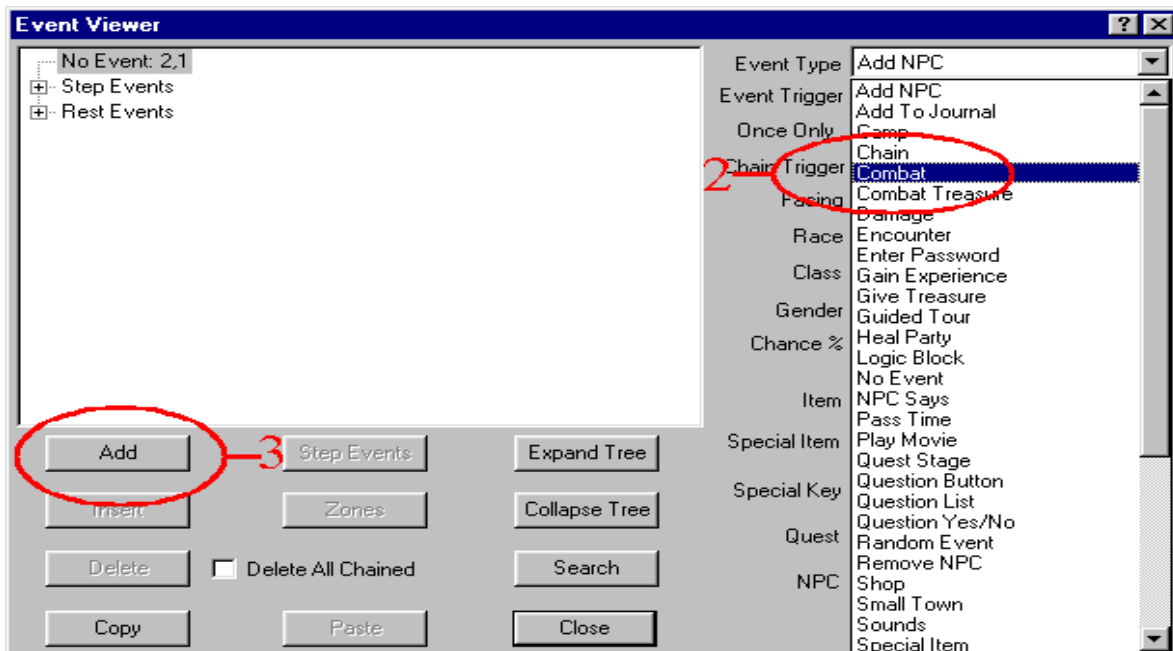 Event Viewer
No Event: 2,1
Step Events
Rest Events
Event Type Add NPC
Event Trigger
Once Only
Chain Trigger
Facing
Race
Class
Gender
Chance %
Item
Special Item
Special Key
Quest
NPC
Add NPC
Add To Journal
Camp
Chain
Combat
Combat Treasure
Damage
Encounter
Enter Password
Gain Experience
Give Treasure
Guided Tour
Heal Party
Logic Block
No Event
NPC Says
Pass Time
Play Movie
Quest Stage
Question Button
Question List
Question Yes/No
Random Event
Remove NPC
Shop
Small Town
Sounds
Special Item
2
Add
3
Step Events
Expand Tree
Insert
Zones
Collapse Tree
Delete
Delete All Chained
Search
Copy
Paste
Close